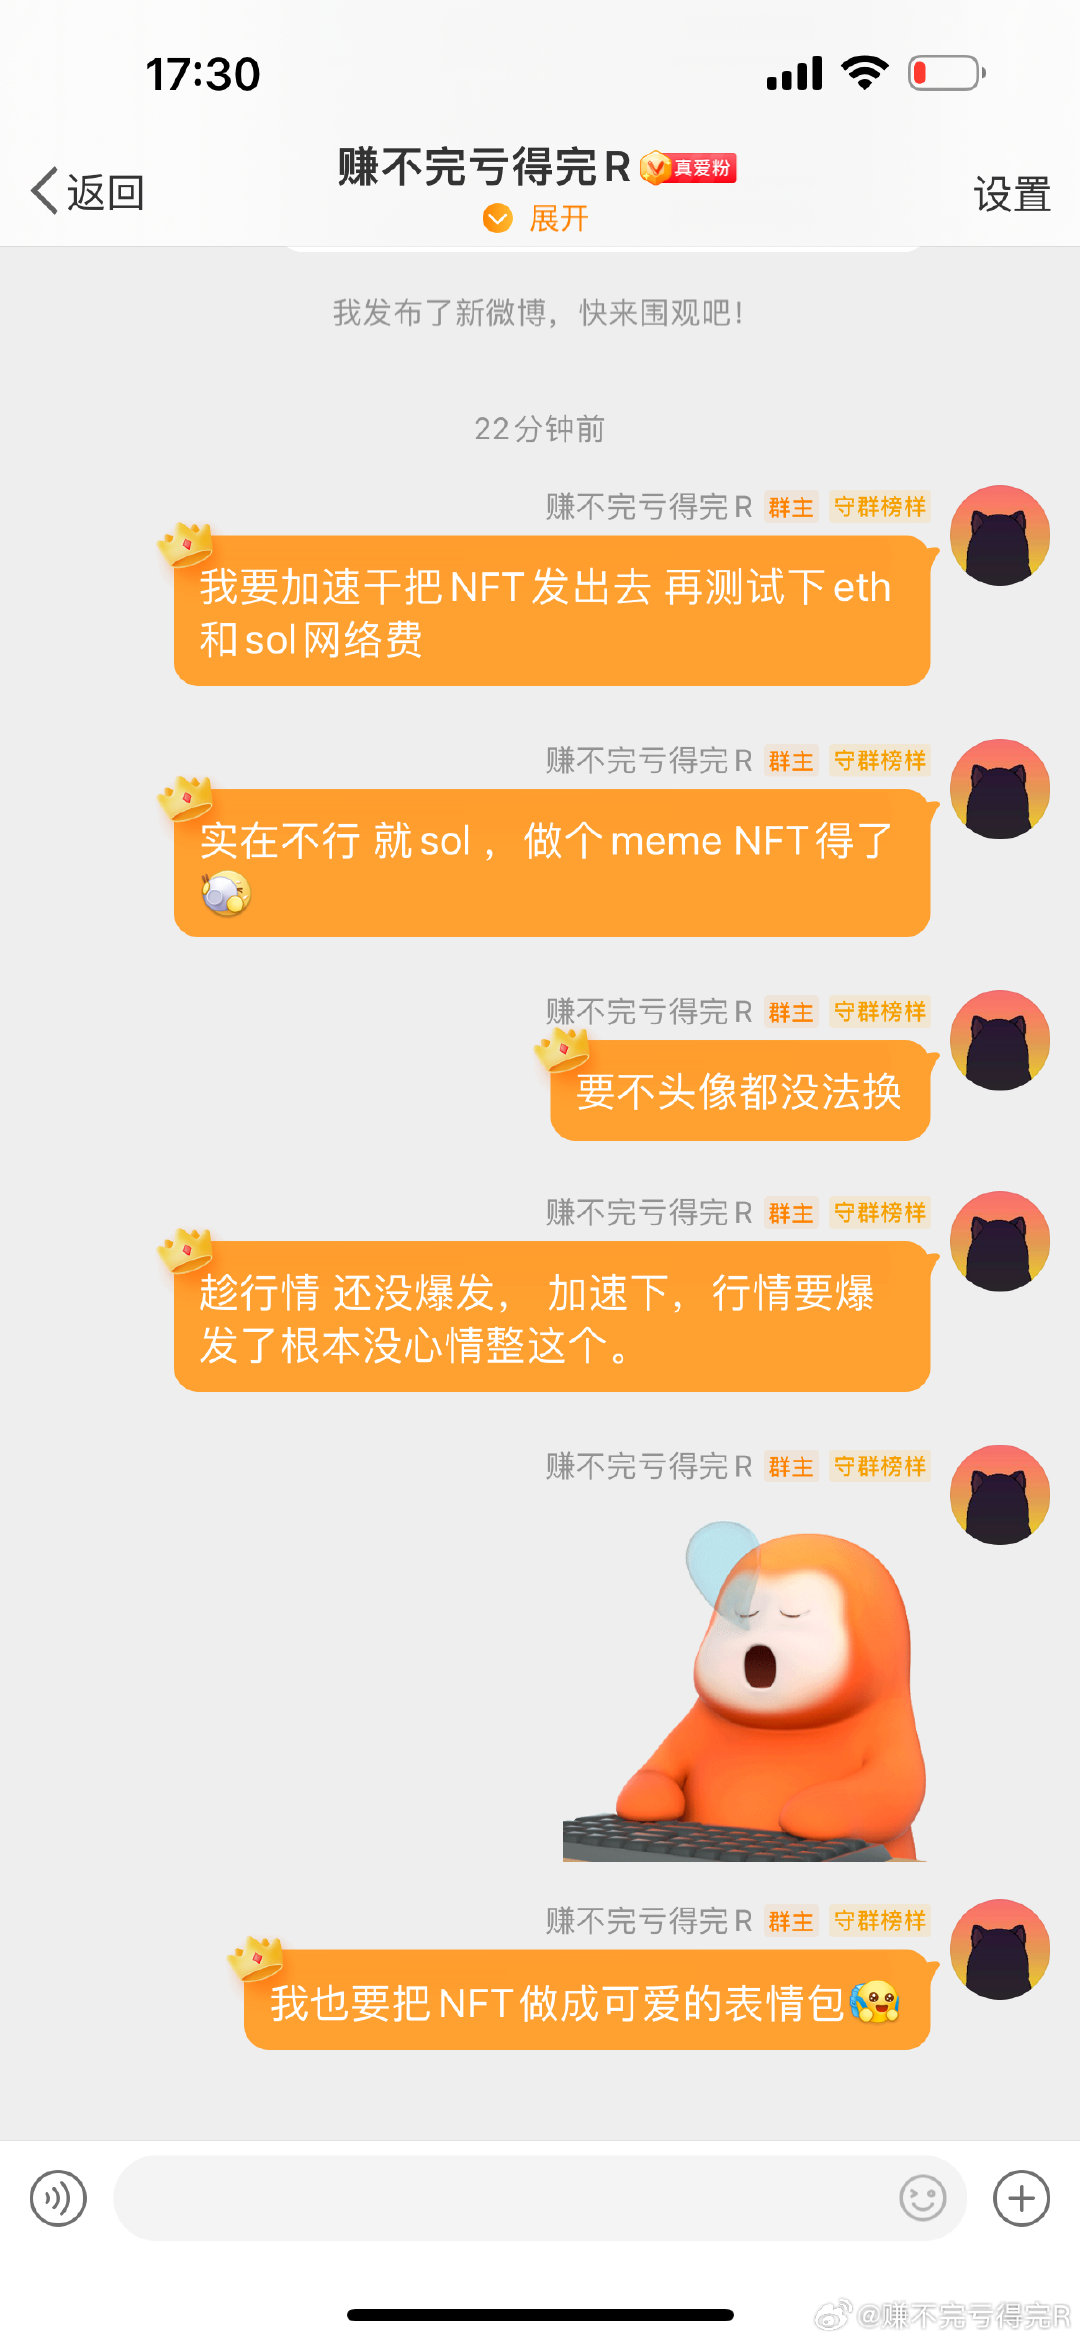 17:30
返回
赚不完亏得完R 真爱粉
设置
展开
我发布了新微博，快来围观吧！
22分钟前
赚不完亏得完R 群主 守群榜样
我要加速干把NFT发出去 再测试下eth
和sol网络费
赚不完亏得完R 群主 守群榜样
实在不行 就sol ，做个meme NFT得了
赚不完亏得完R 群主 守群榜样
要不头像都没法换
赚不完亏得完R 群主 守群榜样
趁行情 还没爆发， 加速下，行情要爆
发了根本没心情整这个。
赚不完亏得完R 群主 守群榜样
赚不完亏得完R 群主 守群榜样
我也要把NFT做成可爱的表情包
@赚不完亏得完R